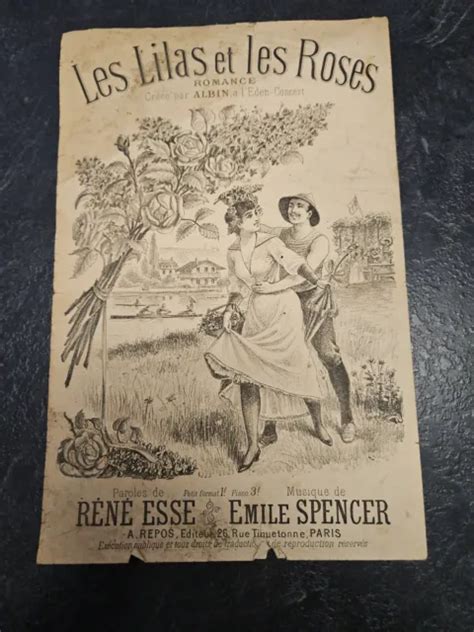 Les Lilas et les Roses
ROMANCE
Créée par ALBIN, à l'Eden-Concert
Paroles de Petit format 1f Piano 3f Musique de
RÉNÉ ESSE & EMILE SPENCER
A. REPOS, Editeur, 26, Rue Tiquetonne, PARIS
Exécution publique et tous droits de traduction de reproduction réservés